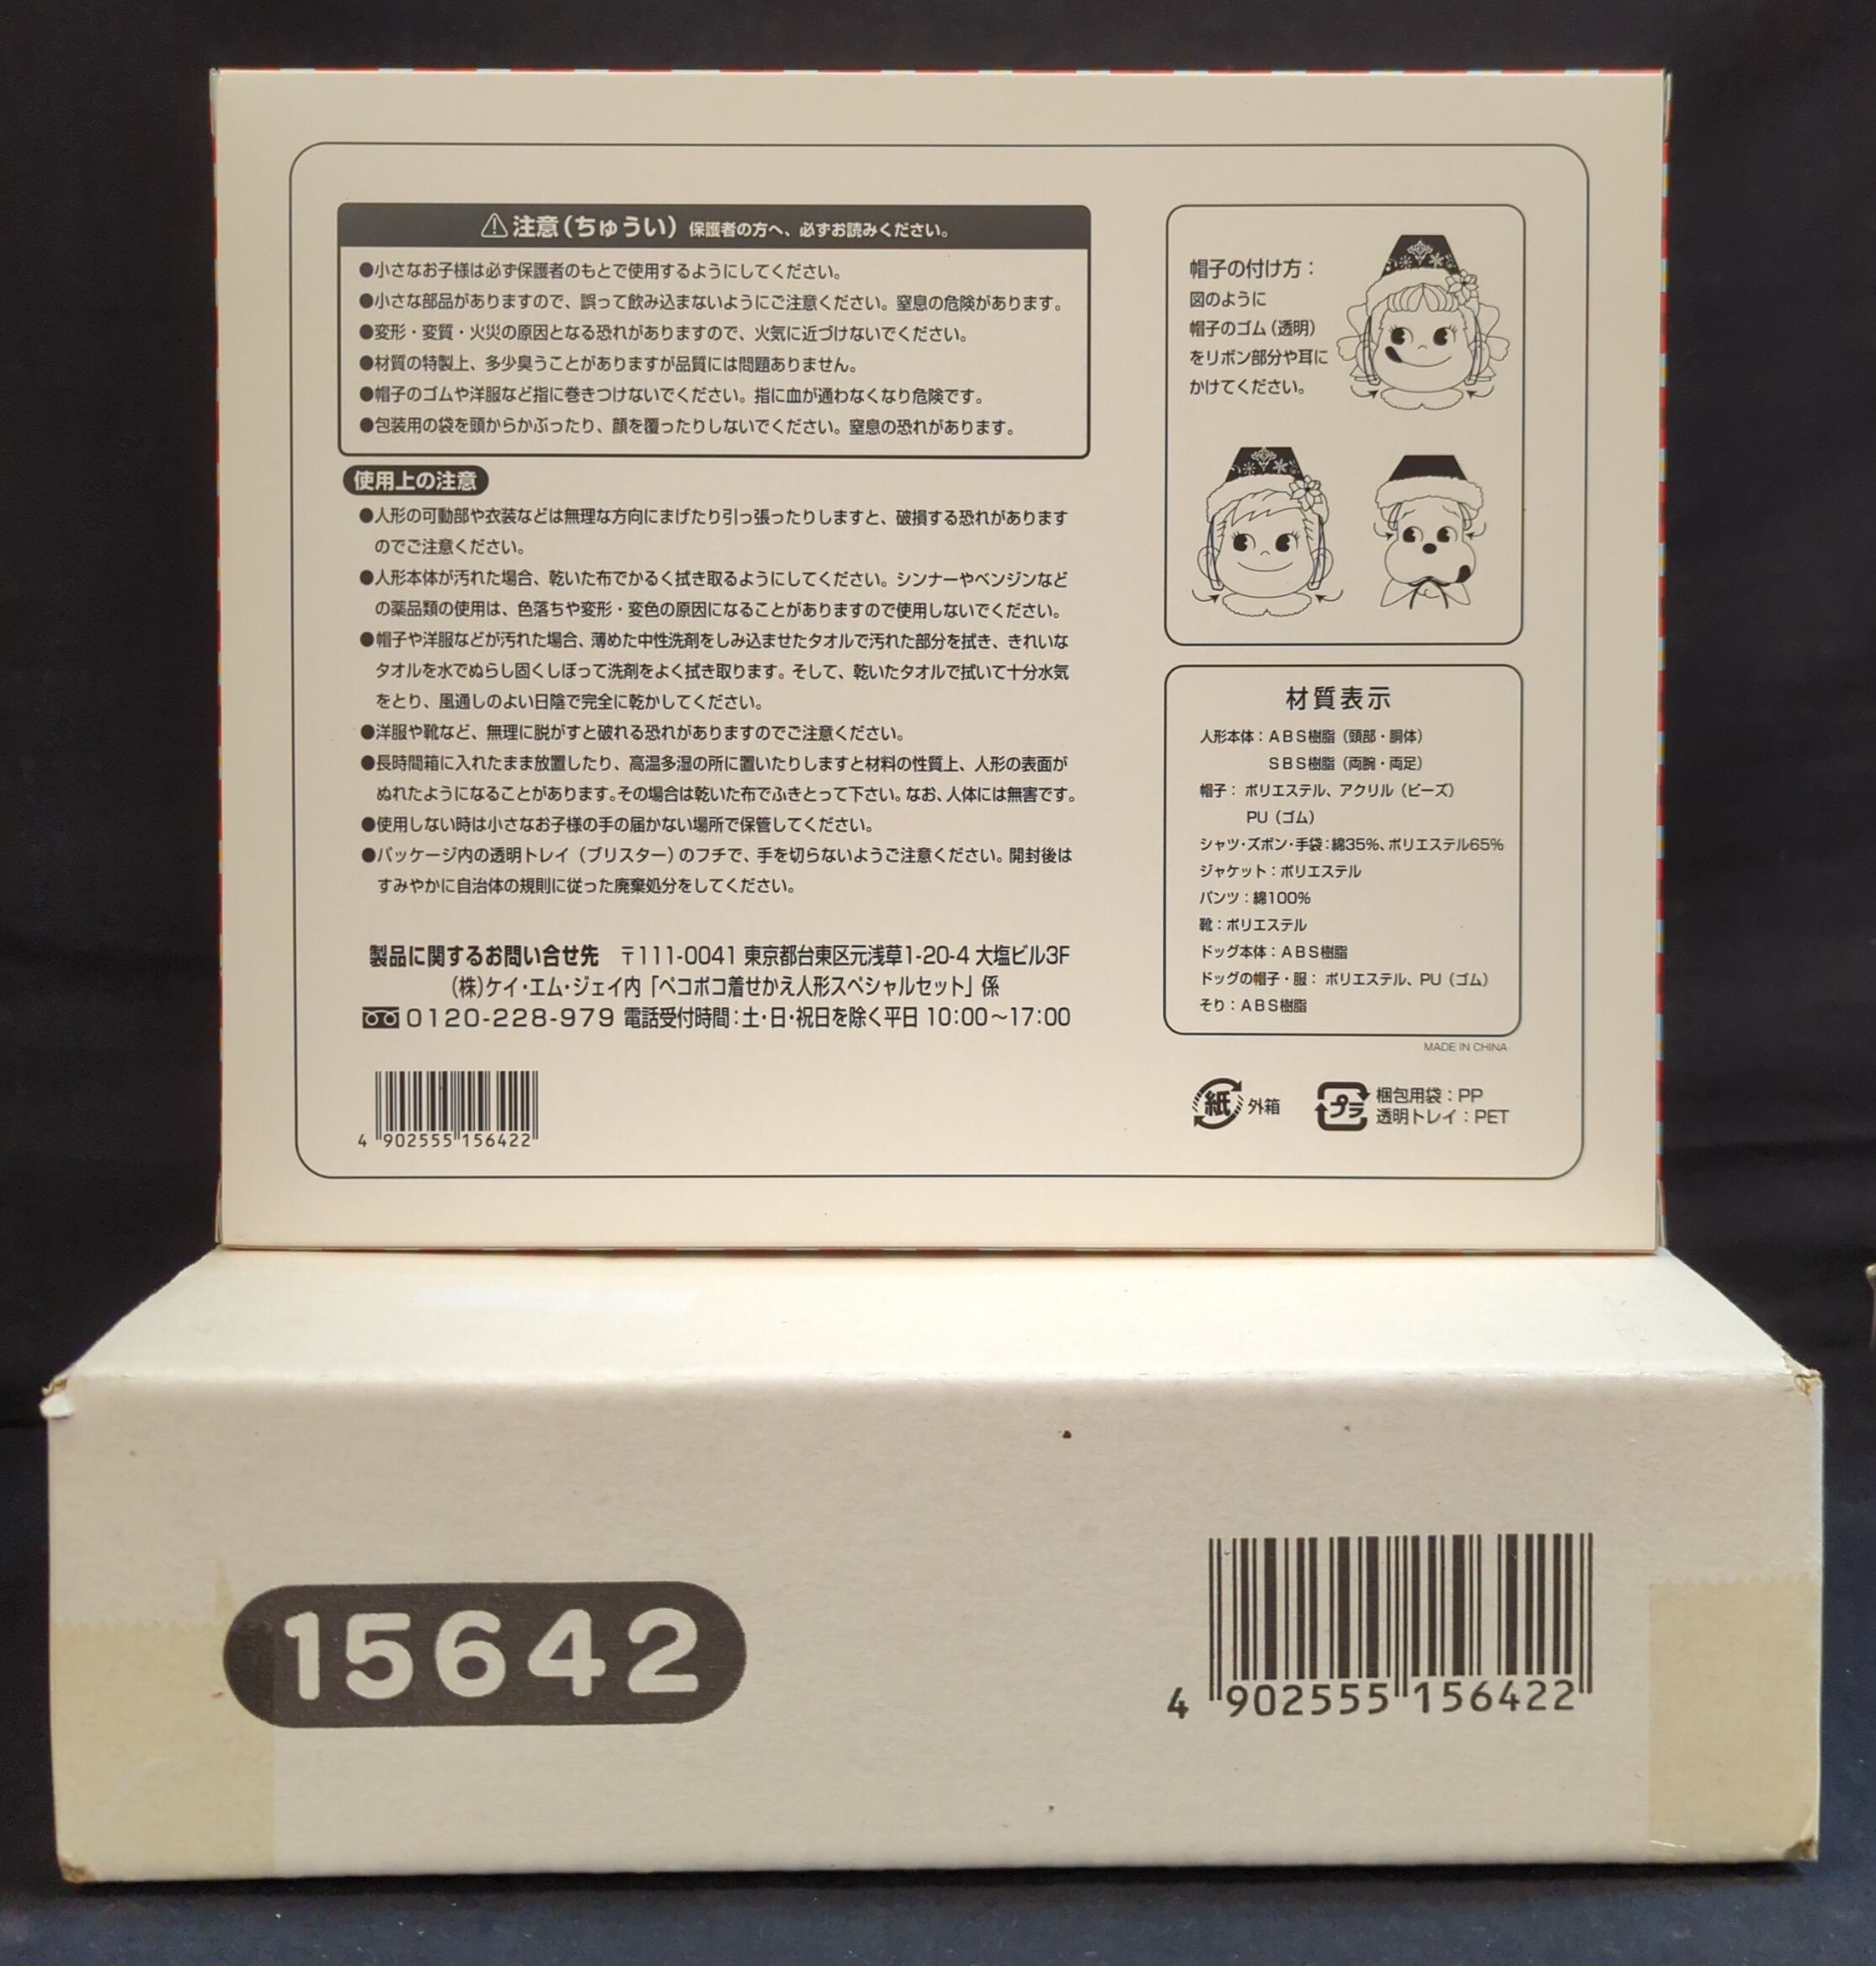 ⚠注意(ちゅうい) 保護者の方へ、必ずお読みください。
●小さなお子様は必ず保護者のもとで使用するようにしてください。
●小さな部品がありますので、誤って飲み込まないようにご注意ください。窒息の危険があります。
●変形・変質・火災の原因となる恐れがありますので、火気に近づけないでください。
●材質の特製上、多少臭うことがありますが品質には問題ありません。
●帽子のゴムや洋服など指に巻きつけないでください。指に血が通わなくなり危険です。
●包装用の袋を頭からかぶったり、顔を覆ったりしないでください。窒息の恐れがあります。
使用上の注意
●人形の可動部や衣装などは無理な方向にまげたり引っ張ったりしますと、破損する恐れがあります
のでご注意ください。
●人形本体が汚れた場合、乾いた布でかるく拭き取るようにしてください。シンナーやベンジンなど
の薬品類の使用は、色落ちや変形・変色の原因になることがありますので使用しないでください。
●帽子や洋服などが汚れた場合、薄めた中性洗剤をしみ込ませたタオルで汚れた部分を拭き、きれいな
タオルを水でぬらし固くしぼって洗剤をよく拭き取ります。そして、乾いたタオルで拭いて十分水気
をとり、風通しのよい日陰で完全に乾かしてください。
●洋服や靴など、無理に脱がすと破れる恐れがありますのでご注意ください。
●長時間箱に入れたまま放置したり、高温多湿の所に置いたりしますと材料の性質上、人形の表面が
ぬれたようになることがあります。その場合は乾いた布でふきとって下さい。なお、人体には無害です。
●使用しない時は小さなお子様の手の届かない場所で保管してください。
●パッケージ内の透明トレイ（ブリスター）のフチで、手を切らないようご注意ください。開封後は
すみやかに自治体の規則に従った廃棄処分をしてください。
製品に関するお問い合せ先 〒111-0041 東京都台東区元浅草1-20-4 大塩ビル3F
(株)ケイ・エム・ジェイ内「ペコポコ着せかえ人形スペシャルセット」係
0120-228-979 電話受付時間：土・日・祝日を除く平日 10:00～17:00
4 902555 156422
帽子の付け方：
図のように
帽子のゴム（透明）
をリボン部分や耳に
かけてください。
材質表示
人形本体：ABS樹脂（頭部・胴体）
SBS樹脂（両腕・両足）
帽子： ポリエステル、アクリル（ビーズ）
PU（ゴム）
シャツ・ズボン・手袋：綿35%、ポリエステル65%
ジャケット：ポリエステル
パンツ：綿100%
靴：ポリエステル
ドッグ本体：ABS樹脂
ドッグの帽子・服： ポリエステル、PU（ゴム）
そり：ABS樹脂
MADE IN CHINA
紙 外箱
プラ 梱包用袋：PP
透明トレイ：PET
15642
4 902555 156422